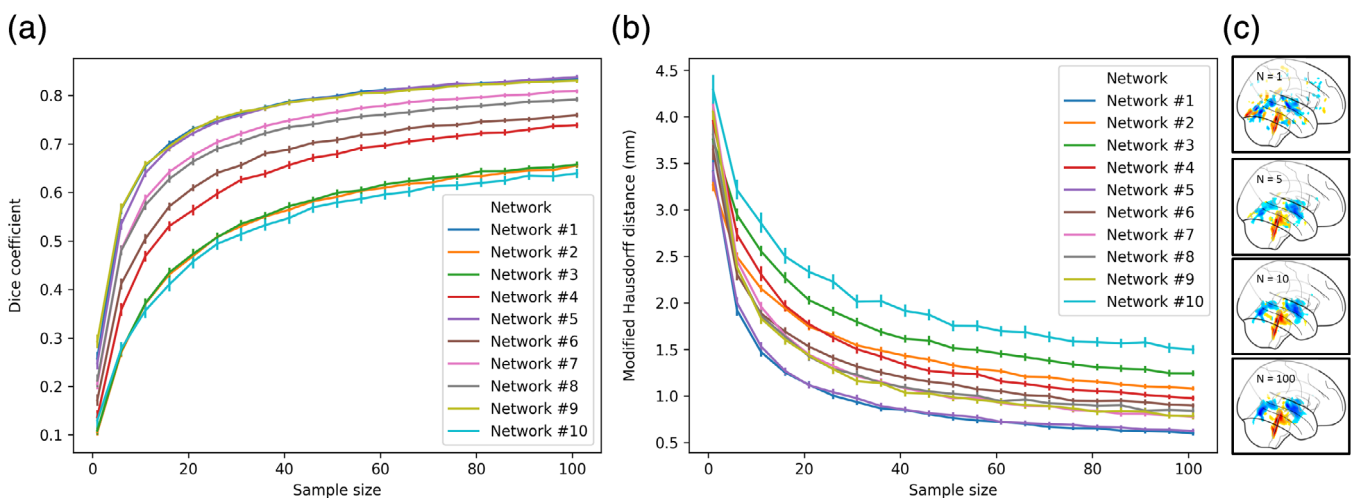 (a)
(b)
(c)
0.8
0.7
0.6
0.5
0.4
0.3
0.2
0.1
Dice coefficient
0
20
40
60
80
100
Sample size
Network
Network #1
Network #2
Network #3
Network #4
Network #5
Network #6
Network #7
Network #8
Network #9
Network #10
4.5
4.0
3.5
3.0
2.5
2.0
1.5
1.0
0.5
Modified Hausdorff distance (mm)
0
20
40
60
80
100
Sample size
Network
Network #1
Network #2
Network #3
Network #4
Network #5
Network #6
Network #7
Network #8
Network #9
Network #10
N = 1
N = 5
N = 10
N = 100